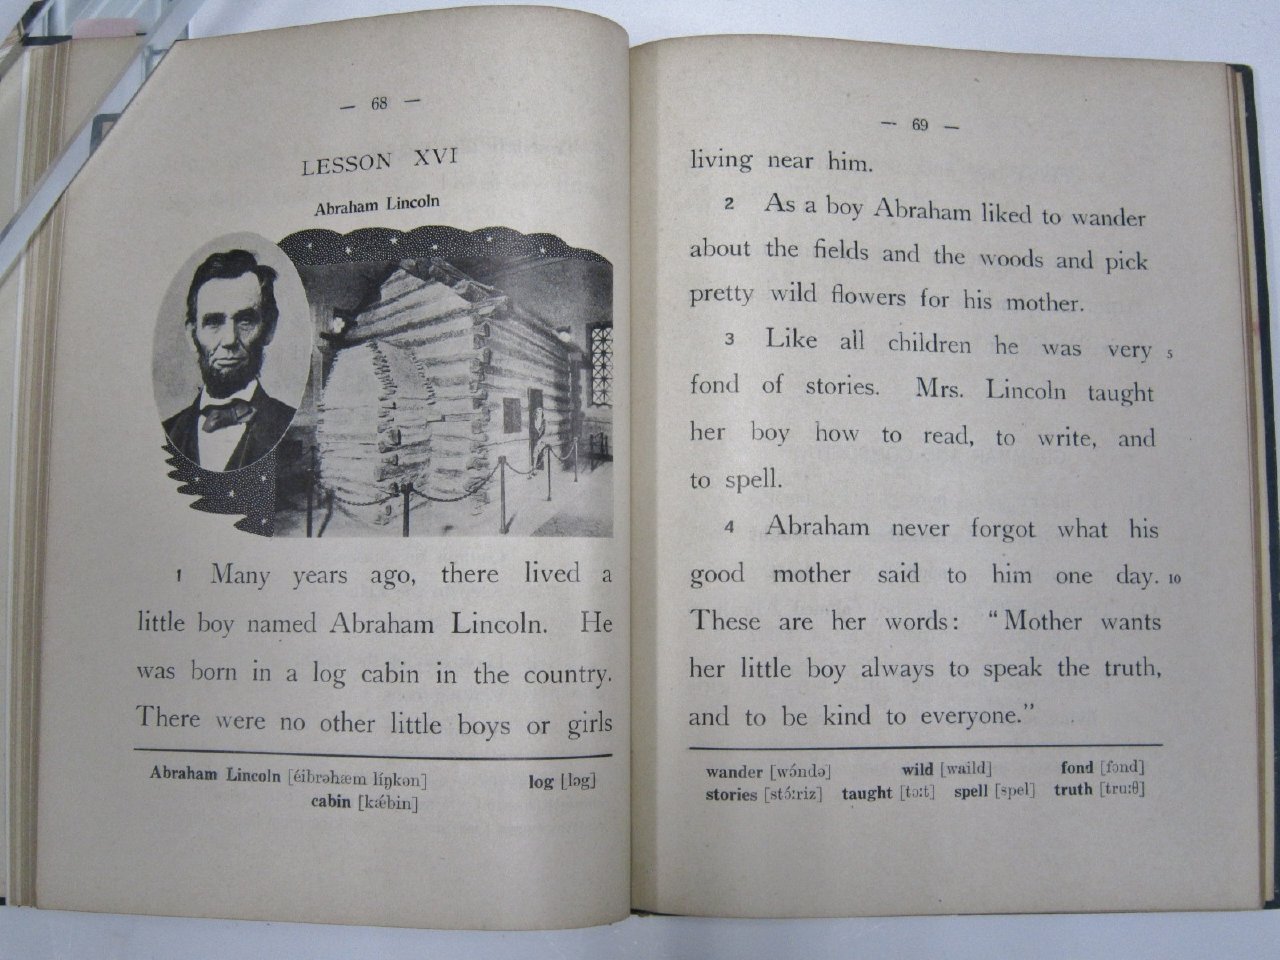 — 68 —
LESSON XVI
Abraham Lincoln
1 Many years ago, there lived a
little boy named Abraham Lincoln. He
was born in a log cabin in the country.
There were no other little boys or girls
Abraham Lincoln [éibrəhæm líŋkən] log [lɔg]
cabin [kǽbin]
— 69 —
living near him.
2 As a boy Abraham liked to wander
about the fields and the woods and pick
pretty wild flowers for his mother.
3 Like all children he was very 5
fond of stories. Mrs. Lincoln taught
her boy how to read, to write, and
to spell.
4 Abraham never forgot what his
good mother said to him one day. 10
These are her words: “Mother wants
her little boy always to speak the truth,
and to be kind to everyone.”
wander [wɔ́ndə] wild [waild] fond [fɔnd]
stories [stɔ́:riz] taught [tɔ:t] spell [spel] truth [tru:θ]